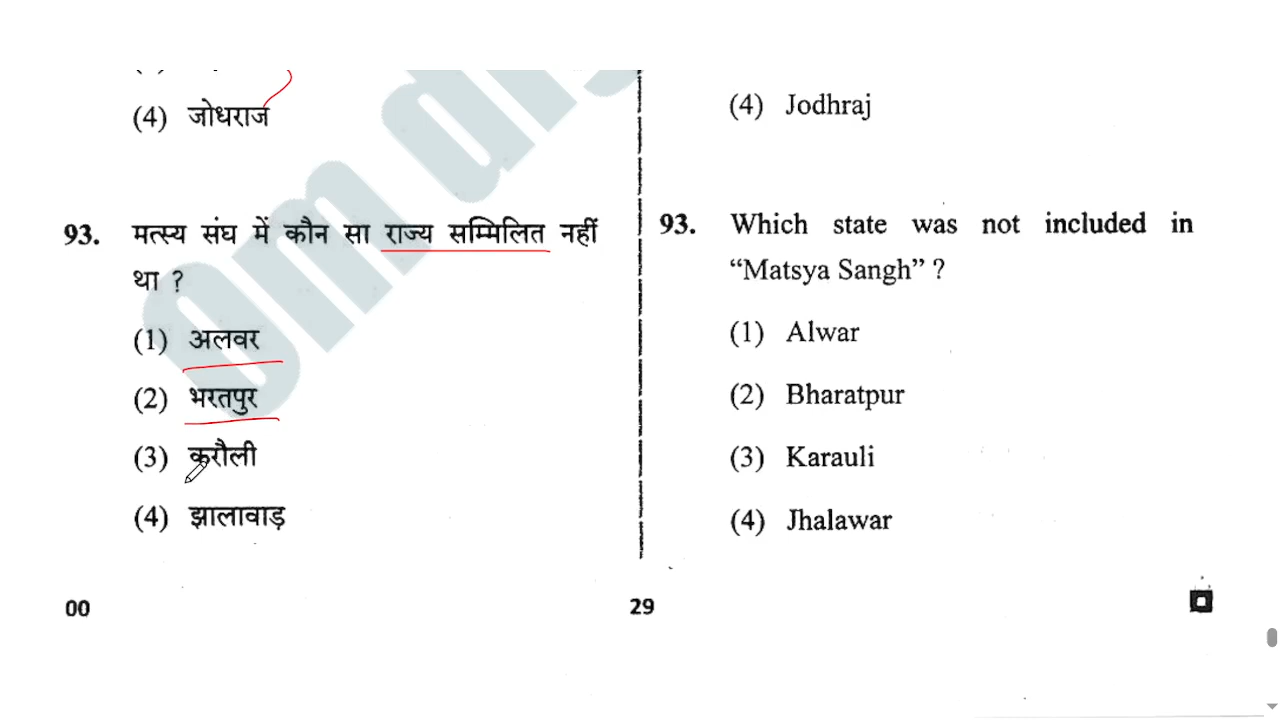 (4) जोधराज
93. मत्स्य संघ में कौन सा राज्य सम्मिलित नहीं
था ?
(1) अलवर
(2) भरतपुर
(3) करौली
(4) झालावाड़
(4) Jodhraj
93. Which state was not included in
“Matsya Sangh” ?
(1) Alwar
(2) Bharatpur
(3) Karauli
(4) Jhalawar
00
29